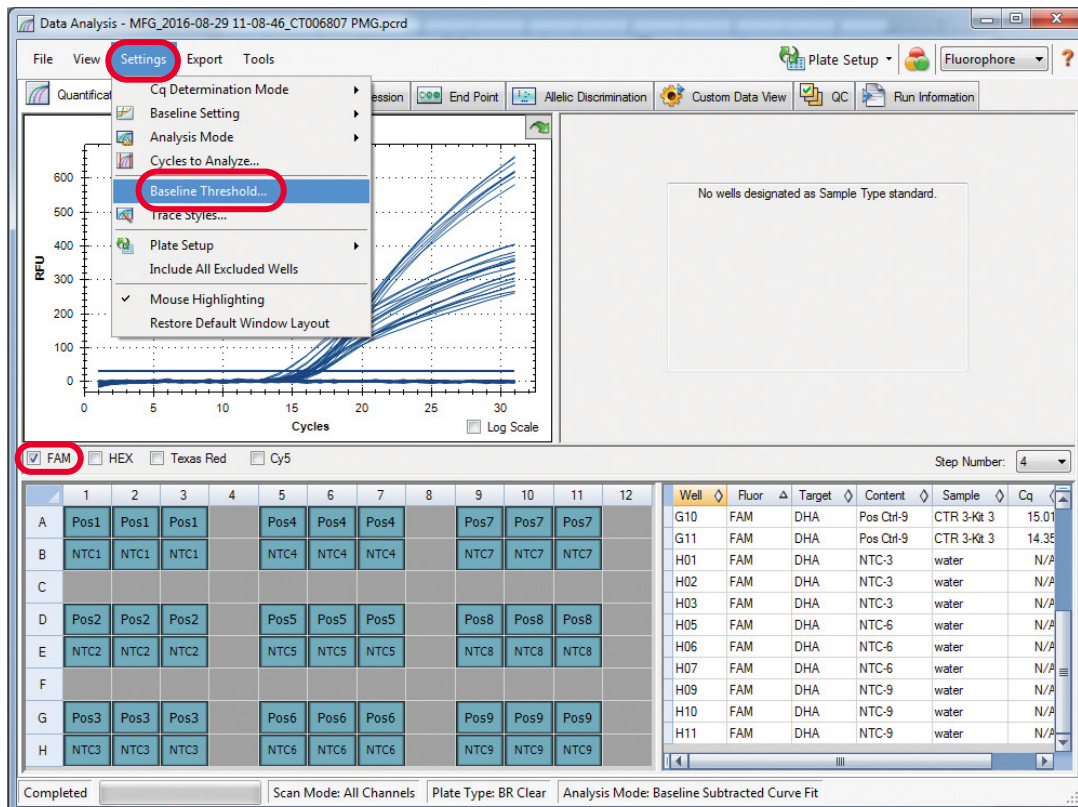 Data Analysis - MFG_2016-08-29 11-08-46_CT006807 PMG.pcrd
File View Settings Export Tools Plate Setup Fluorophore ?
Quantificat ession End Point Allelic Discrimination Custom Data View QC Run Information
Cq Determination Mode
Baseline Setting
Analysis Mode
Cycles to Analyze...
Baseline Threshold...
Trace Styles...
Plate Setup
Include All Excluded Wells
Mouse Highlighting
Restore Default Window Layout
RFU
600
500
400
300
200
100
0
0 5 10 15 20 25 30
Cycles
Log Scale
No wells designated as Sample Type standard.
FAM HEX Texas Red Cy5 Step Number: 4
1 2 3 4 5 6 7 8 9 10 11 12
A Pos1 Pos1 Pos1 Pos4 Pos4 Pos4 Pos7 Pos7 Pos7
B NTC1 NTC1 NTC1 NTC4 NTC4 NTC4 NTC7 NTC7 NTC7
C
D Pos2 Pos2 Pos2 Pos5 Pos5 Pos5 Pos8 Pos8 Pos8
E NTC2 NTC2 NTC2 NTC5 NTC5 NTC5 NTC8 NTC8 NTC8
F
G Pos3 Pos3 Pos3 Pos6 Pos6 Pos6 Pos9 Pos9 Pos9
H NTC3 NTC3 NTC3 NTC6 NTC6 NTC6 NTC9 NTC9 NTC9
Well Fluor Target Content Sample Cq
G10 FAM DHA Pos Ctrl-9 CTR 3-Kit 3 15.01
G11 FAM DHA Pos Ctrl-9 CTR 3-Kit 3 14.35
H01 FAM DHA NTC-3 water N/A
H02 FAM DHA NTC-3 water N/A
H03 FAM DHA NTC-3 water N/A
H05 FAM DHA NTC-6 water N/A
H06 FAM DHA NTC-6 water N/A
H07 FAM DHA NTC-6 water N/A
H09 FAM DHA NTC-9 water N/A
H10 FAM DHA NTC-9 water N/A
H11 FAM DHA NTC-9 water N/A
Completed Scan Mode: All Channels Plate Type: BR Clear Analysis Mode: Baseline Subtracted Curve Fit